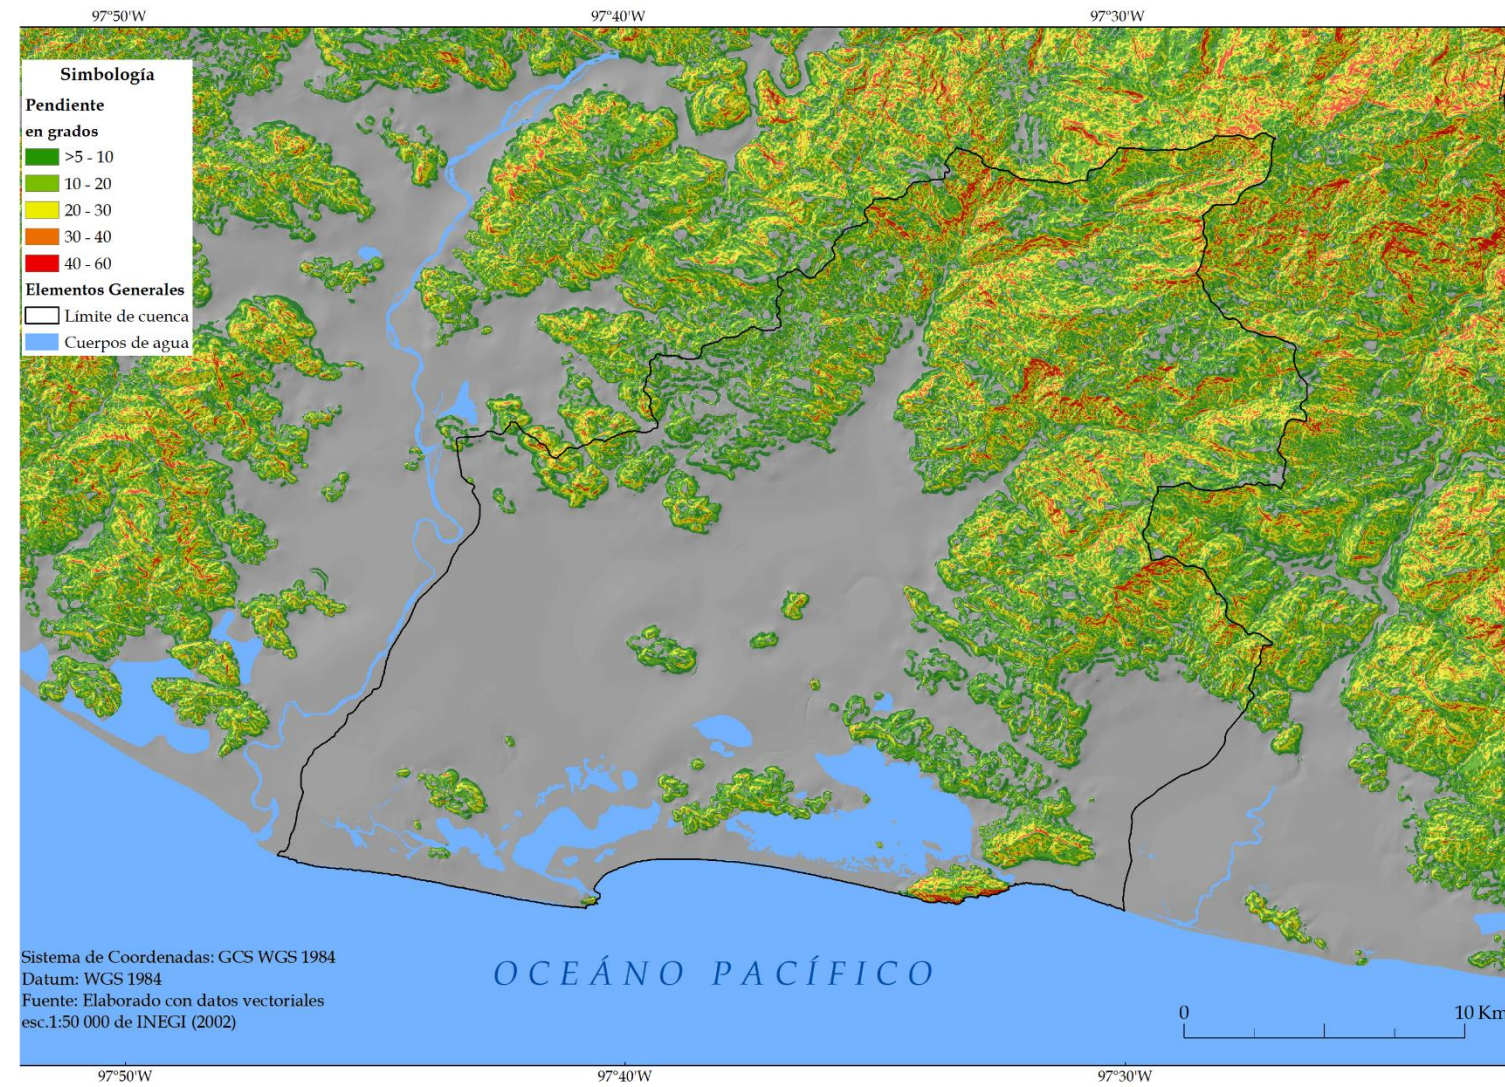 97°50'W 97°40'W 97°30'W
Simbología
Pendiente
en grados
>5 - 10
10 - 20
20 - 30
30 - 40
40 - 60
Elementos Generales
Límite de cuenca
Cuerpos de agua
Sistema de Coordenadas: GCS WGS 1984
Datum: WGS 1984
Fuente: Elaborado con datos vectoriales
esc.1:50 000 de INEGI (2002)
OCEÁNO PACÍFICO
0 10 Km
97°50'W 97°40'W 97°30'W